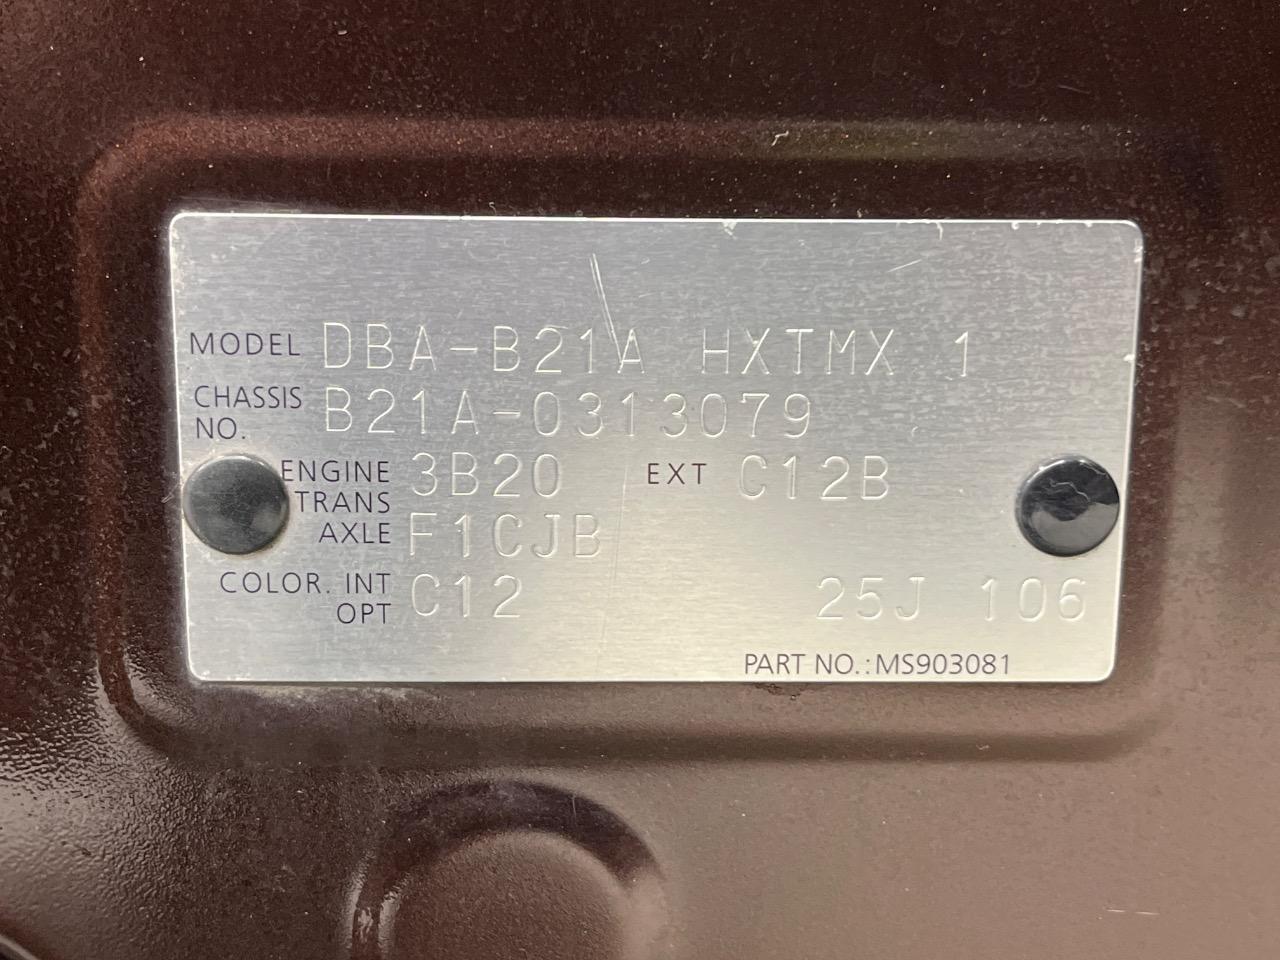 MODEL DBA-B21A HXTMX 1
CHASSIS NO. B21A-0313079
ENGINE 3B20 EXT C12B
TRANS AXLE F1CJB
COLOR. INT OPT C12 25J 106
PART NO.: MS903081